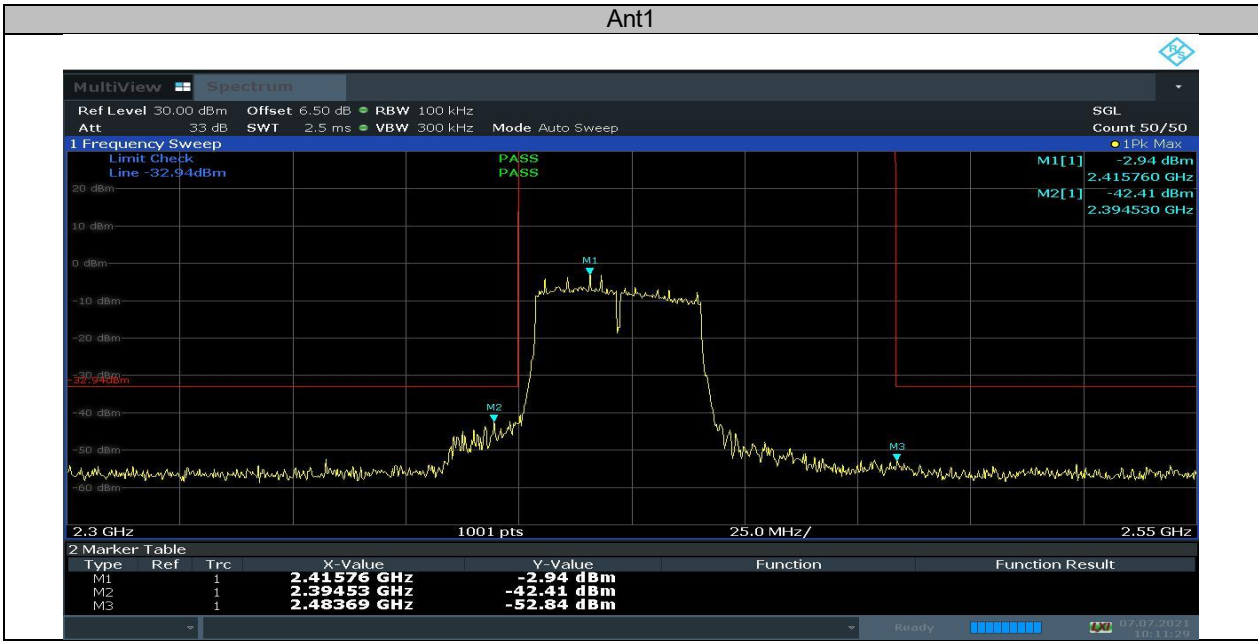 Ant1
R&S
MultiView Spectrum
Ref Level 30.00 dBm Offset 6.50 dB RBW 100 kHz SGL
Att 33 dB SWT 2.5 ms VBW 300 kHz Mode Auto Sweep Count 50/50
1 Frequency Sweep 1Pk Max
Limit Check PASS M1[1] -2.94 dBm
Line -32.94dBm PASS 2.415760 GHz
20 dBm M2[1] -42.41 dBm
2.394530 GHz
10 dBm
0 dBm
M1
-10 dBm
-20 dBm
-30 dBm
-32.94dBm
M2
-40 dBm
-50 dBm
M3
-60 dBm
2.3 GHz 1001 pts 25.0 MHz/ 2.55 GHz
2 Marker Table
Type Ref Trc X-Value Y-Value Function Function Result
M1 1 2.41576 GHz -2.94 dBm
M2 1 2.39453 GHz -42.41 dBm
M3 1 2.48369 GHz -52.84 dBm
Ready LXI 07.07.2021
10:11:29